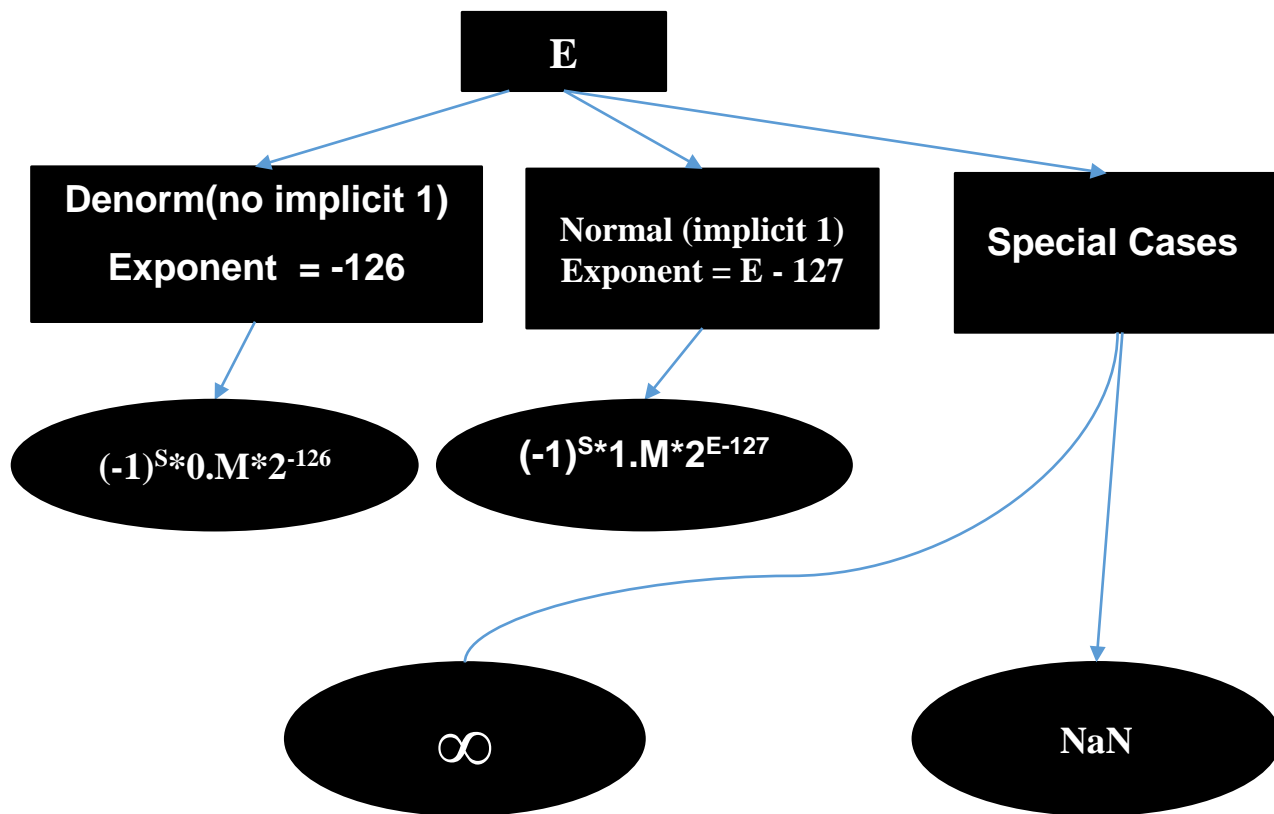 E
Denorm(no implicit 1)
Exponent = -126
Normal (implicit 1)
Exponent = E - 127
Special Cases
(-1)^S*0.M*2^-126
(-1)^S*1.M*2^E-127
∞
NaN